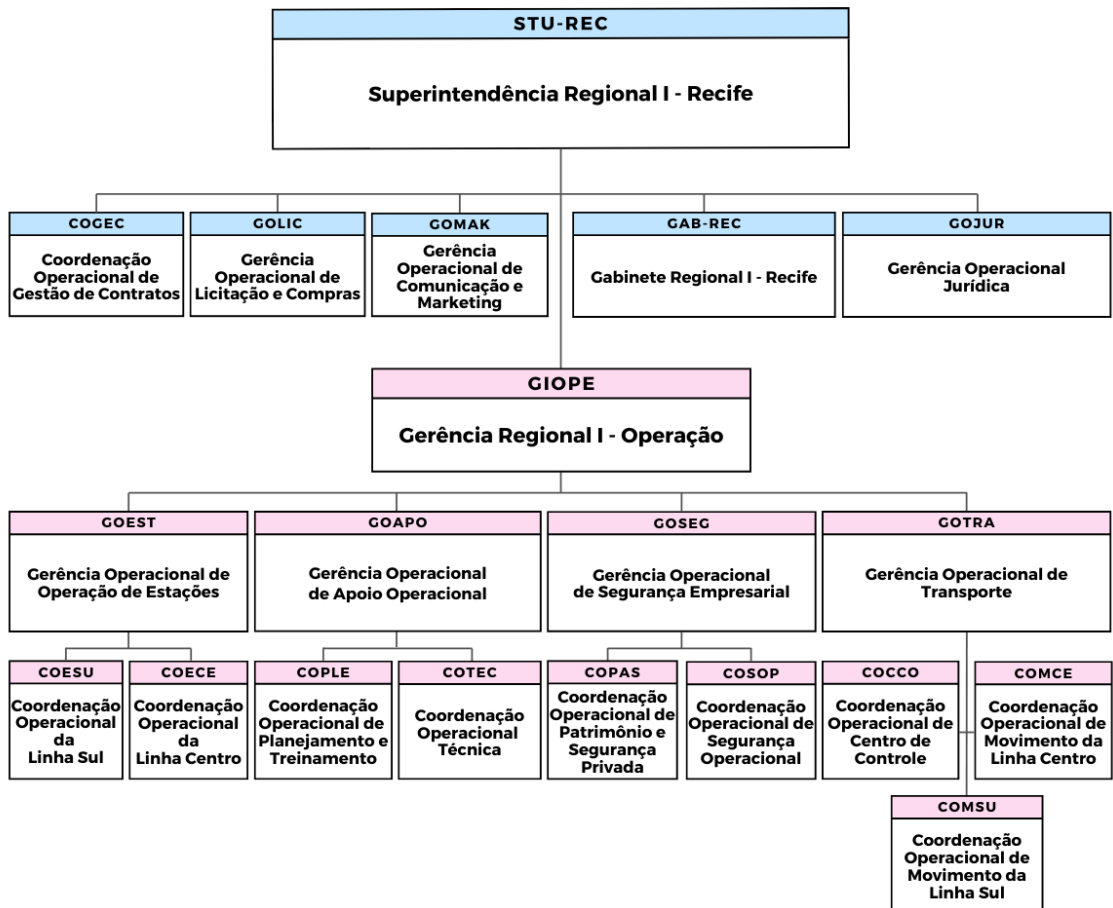 STU-REC
Superintendência Regional I - Recife
COGEC
Coordenação
Operacional de
Gestão de Contratos
GOLIC
Gerência
Operacional de
Licitação e Compras
GOMAK
Gerência
Operacional de
Comunicação e
Marketing
GAB-REC
Gabinete Regional I - Recife
GOJUR
Gerência Operacional
Jurídica
GIOPE
Gerência Regional I - Operação
GOEST
Gerência Operacional de
Operação de Estações
GOAPO
Gerência Operacional
de Apoio Operacional
GOSEG
Gerência Operacional
de Segurança Empresarial
GOTRA
Gerência Operacional de
Transporte
COESU
Coordenação
Operacional
da
Linha Sul
COECE
Coordenação
Operacional
da
Linha Centro
COPLE
Coordenação
Operacional de
Planejamento e
Treinamento
COTEC
Coordenação
Operacional
Técnica
COPAS
Coordenação
Operacional de
Patrimônio e
Segurança
Privada
COSOP
Coordenação
Operacional de
Segurança
Operacional
COCCO
Coordenação
Operacional de
Centro de
Controle
COMCE
Coordenação
Operacional de
Movimento da
Linha Centro
COMSU
Coordenação
Operacional de
Movimento da
Linha Sul